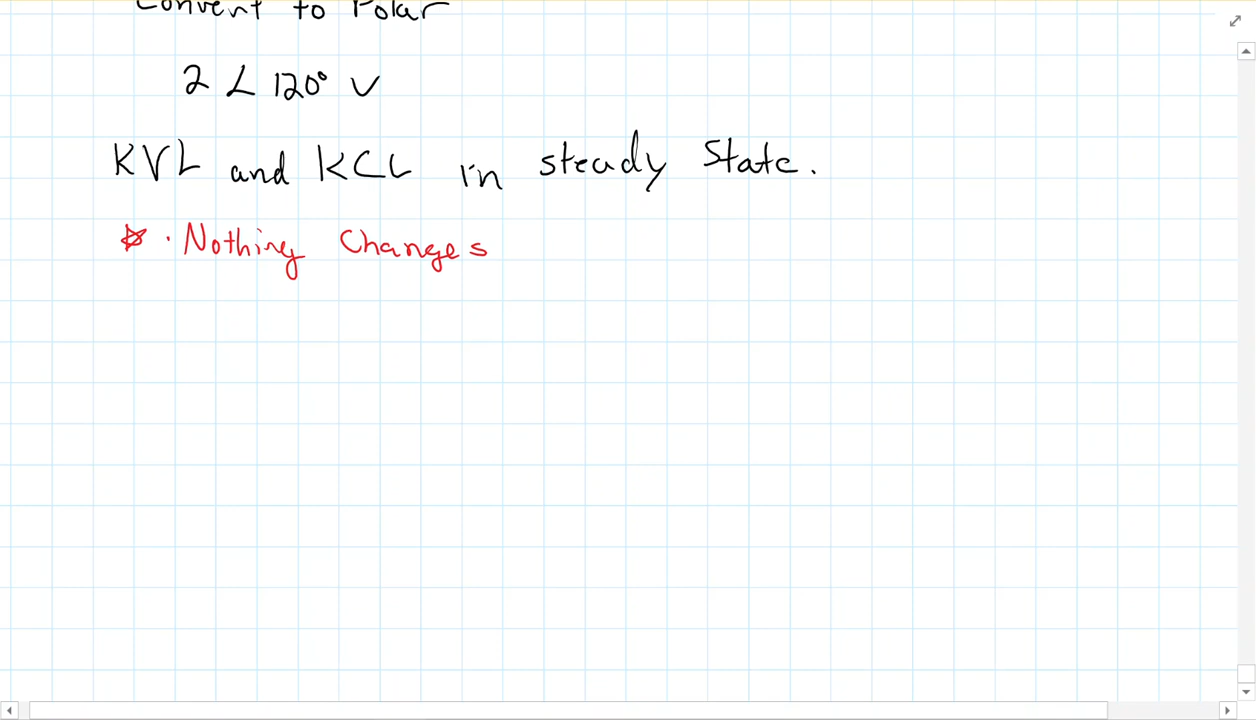 Convert to Polar
2 ∠ 120° V
KVL and KCL in steady State.
☆ · Nothing Changes